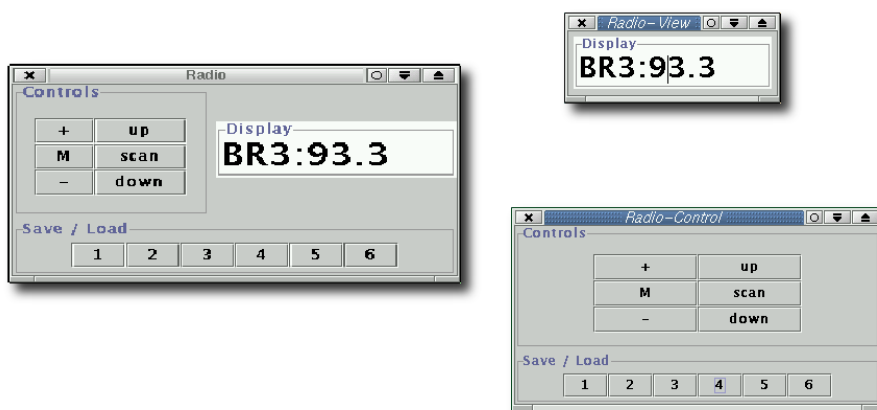 Radio
Controls
+ up
M scan
- down
Display
BR3:93.3
Save / Load
1 2 3 4 5 6
Radio-View
Display
BR3:93.3
Radio-Control
Controls
+ up
M scan
- down
Save / Load
1 2 3 4 5 6